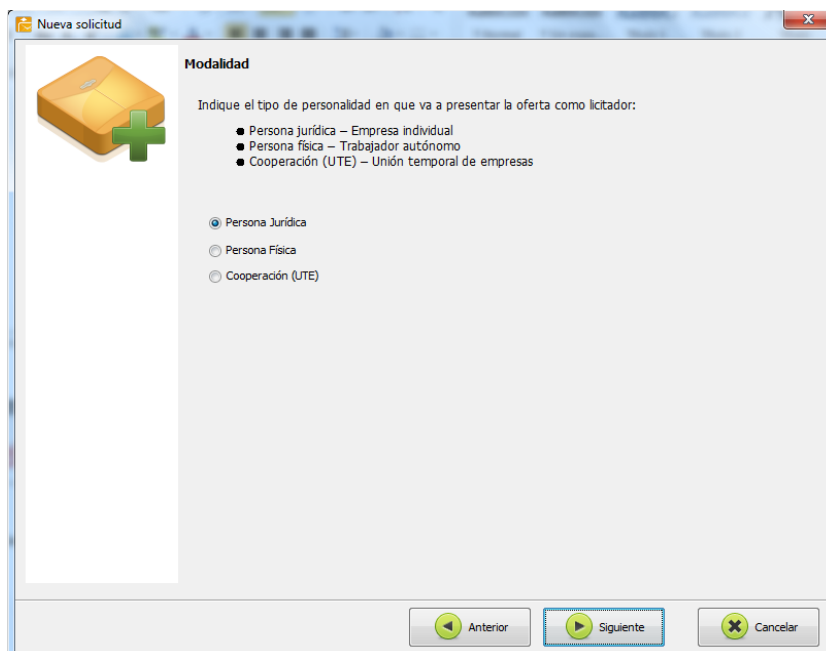 Nueva solicitud
Modalidad
Indique el tipo de personalidad en que va a presentar la oferta como licitador:
● Persona jurídica – Empresa individual
● Persona física – Trabajador autónomo
● Cooperación (UTE) – Unión temporal de empresas
Persona Jurídica
Persona Física
Cooperación (UTE)
Anterior
Siguiente
Cancelar